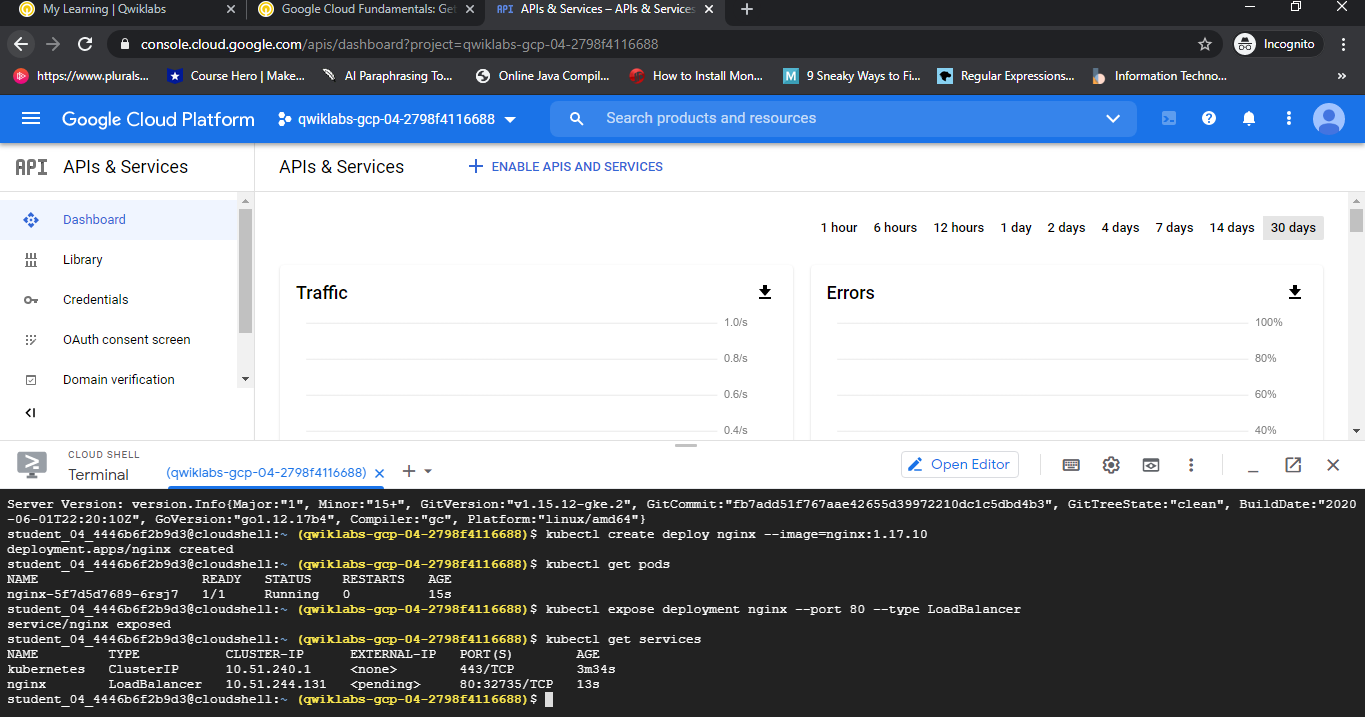 My Learning | Qwiklabs
Google Cloud Fundamentals: Get
API APIs & Services – APIs & Services
console.cloud.google.com/apis/dashboard?project=qwiklabs-gcp-04-2798f4116688
Incognito
https://www.plurals...
Course Hero | Make...
AI Paraphrasing To...
Online Java Compil...
How to Install Mon...
M 9 Sneaky Ways to Fi...
Regular Expressions...
Information Techno...
»
Google Cloud Platform
qwiklabs-gcp-04-2798f4116688
Search products and resources
API APIs & Services
APIs & Services
ENABLE APIS AND SERVICES
Dashboard
Library
Credentials
OAuth consent screen
Domain verification
1 hour 6 hours 12 hours 1 day 2 days 4 days 7 days 14 days 30 days
Traffic
1.0/s
0.8/s
0.6/s
0.4/s
Errors
100%
80%
60%
40%
CLOUD SHELL
Terminal
(qwiklabs-gcp-04-2798f4116688)
Open Editor
Server Version: version.Info{Major:"1", Minor:"15+", GitVersion:"v1.15.12-gke.2", GitCommit:"fb7add51f767aae42655d39972210dc1c5dbd4b3", GitTreeState:"clean", BuildDate:"2020
-06-01T22:20:10Z", GoVersion:"go1.12.17b4", Compiler:"gc", Platform:"linux/amd64"}
student_04_4446b6f2b9d3@cloudshell:~ (qwiklabs-gcp-04-2798f4116688)$ kubectl create deploy nginx --image=nginx:1.17.10
deployment.apps/nginx created
student_04_4446b6f2b9d3@cloudshell:~ (qwiklabs-gcp-04-2798f4116688)$ kubectl get pods
NAME READY STATUS RESTARTS AGE
nginx-5f7d5d7689-6rsj7 1/1 Running 0 15s
student_04_4446b6f2b9d3@cloudshell:~ (qwiklabs-gcp-04-2798f4116688)$ kubectl expose deployment nginx --port 80 --type LoadBalancer
service/nginx exposed
student_04_4446b6f2b9d3@cloudshell:~ (qwiklabs-gcp-04-2798f4116688)$ kubectl get services
NAME TYPE CLUSTER-IP EXTERNAL-IP PORT(S) AGE
kubernetes ClusterIP 10.51.240.1 <none> 443/TCP 3m34s
nginx LoadBalancer 10.51.244.131 <pending> 80:32735/TCP 13s
student_04_4446b6f2b9d3@cloudshell:~ (qwiklabs-gcp-04-2798f4116688)$